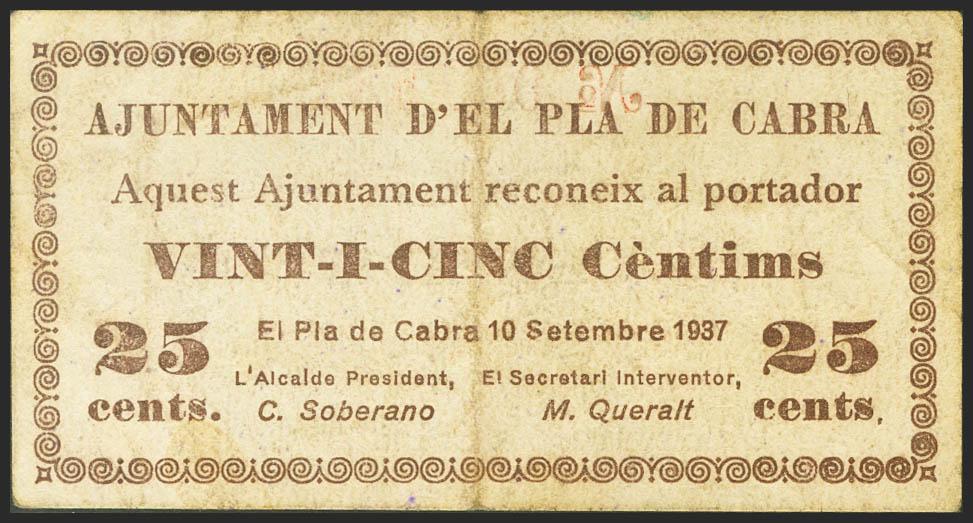 AJUNTAMENT D'EL PLA DE CABRA
Aquest Ajuntament reconeix al portador
VINT-I-CINC Cèntims
25 cents.
El Pla de Cabra 10 Setembre 1937
L'Alcalde President,
C. Soberano
El Secretari Interventor,
M. Queralt
25 cents.